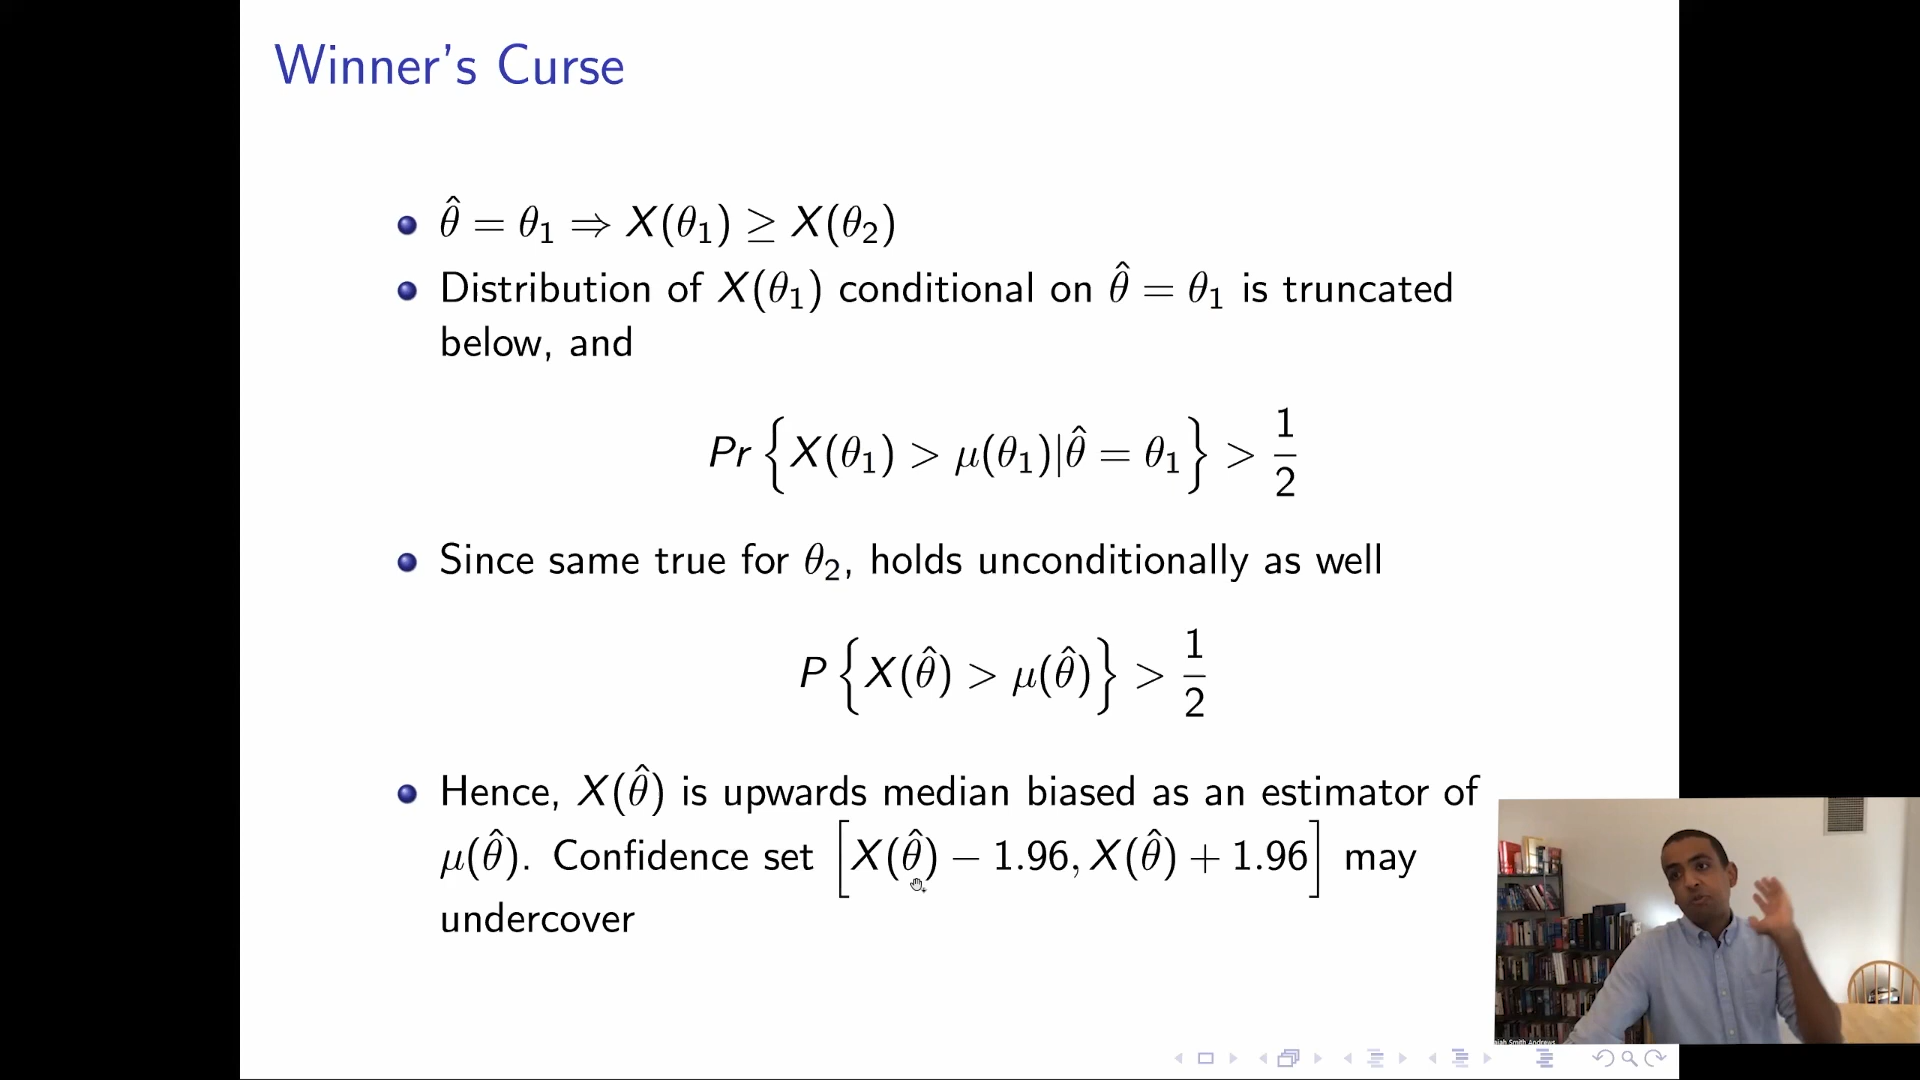 Winner's Curse
θ̂ = θ₁ ⇒ X(θ₁) ≥ X(θ₂)
Distribution of X(θ₁) conditional on θ̂ = θ₁ is truncated
below, and
Pr {X(θ₁) > μ(θ₁)|θ̂ = θ₁} > 1/2
Since same true for θ₂, holds unconditionally as well
P {X(θ̂) > μ(θ̂)} > 1/2
Hence, X(θ̂) is upwards median biased as an estimator of
μ(θ̂). Confidence set [X(θ̂) − 1.96, X(θ̂) + 1.96] may
undercover
Smith Andrews